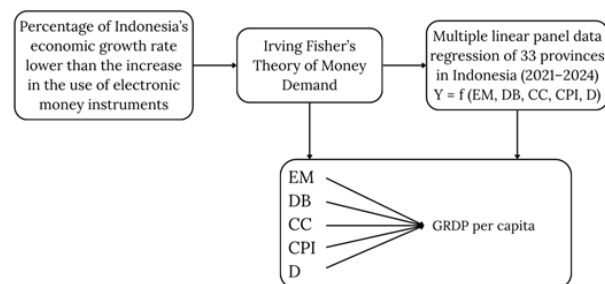 Percentage of Indonesia's
economic growth rate
lower than the increase
in the use of electronic
money instruments
Irving Fisher's
Theory of Money
Demand
Multiple linear panel data
regression of 33 provinces
in Indonesia (2021–2024)
Y = f (EM, DB, CC, CPI, D)
EM
DB
CC
CPI
D
GRDP per capita